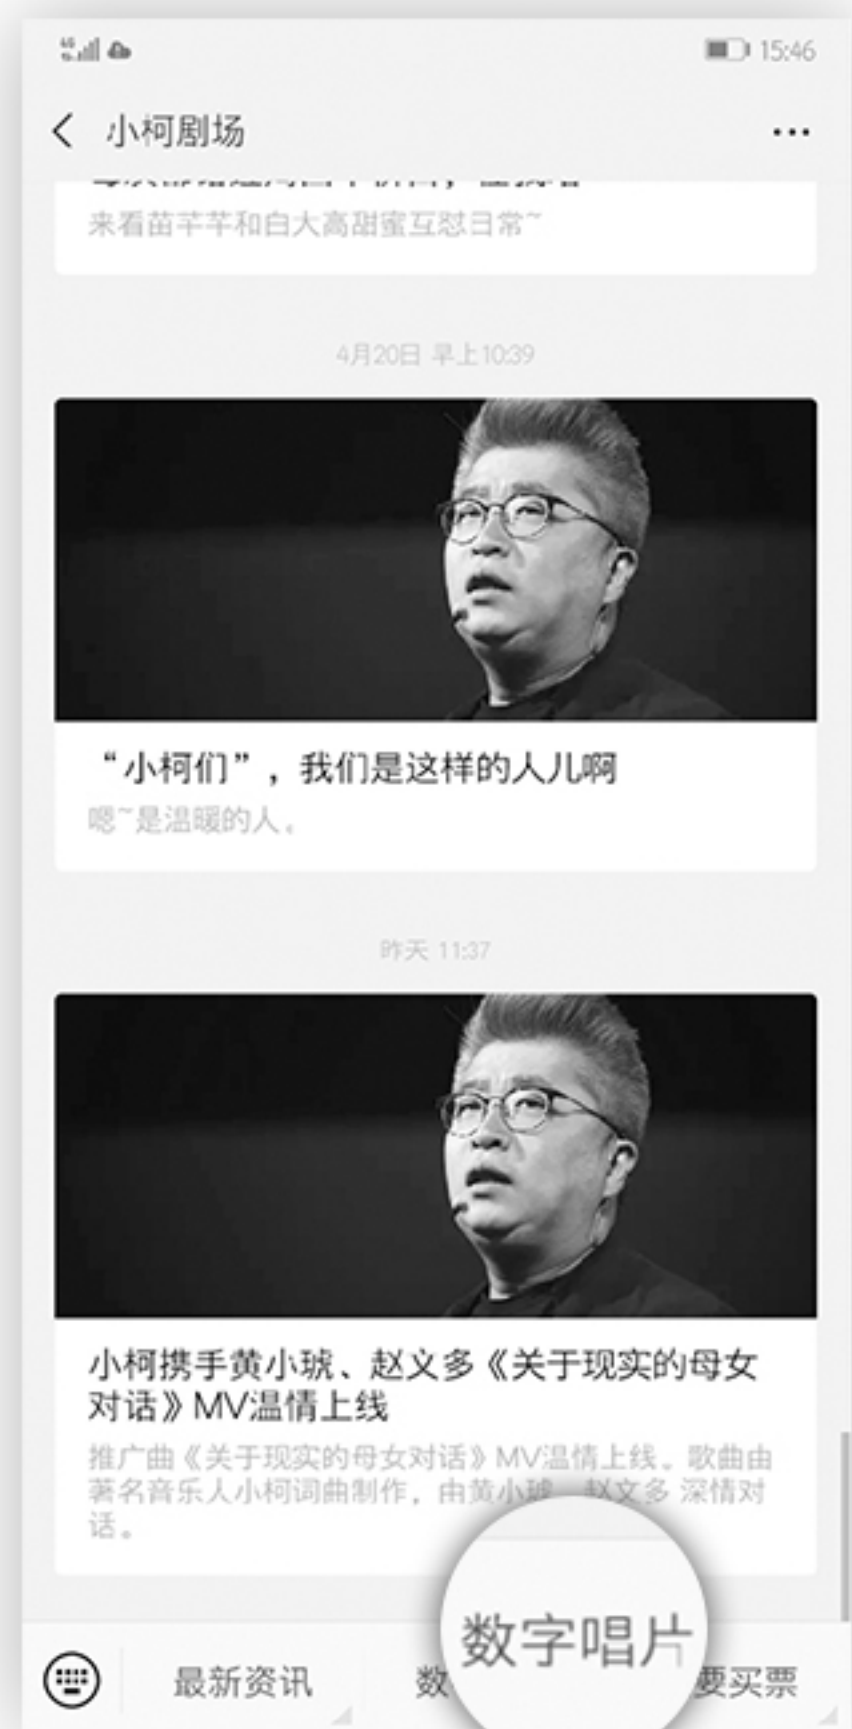 15:46
小柯剧场
来看苗芊芊和白大高甜蜜互怼日常~
4月20日 早上10:39
“小柯们”，我们是这样的人儿啊
嗯~是温暖的人。
昨天 11:37
小柯携手黄小琥、赵文多《关于现实的母女
对话》MV温情上线
推广曲《关于现实的母女对话》MV温情上线。歌曲由
著名音乐人小柯词曲制作，由黄小琥、赵文多 深情对
话。
数字唱片
最新资讯
数
要买票